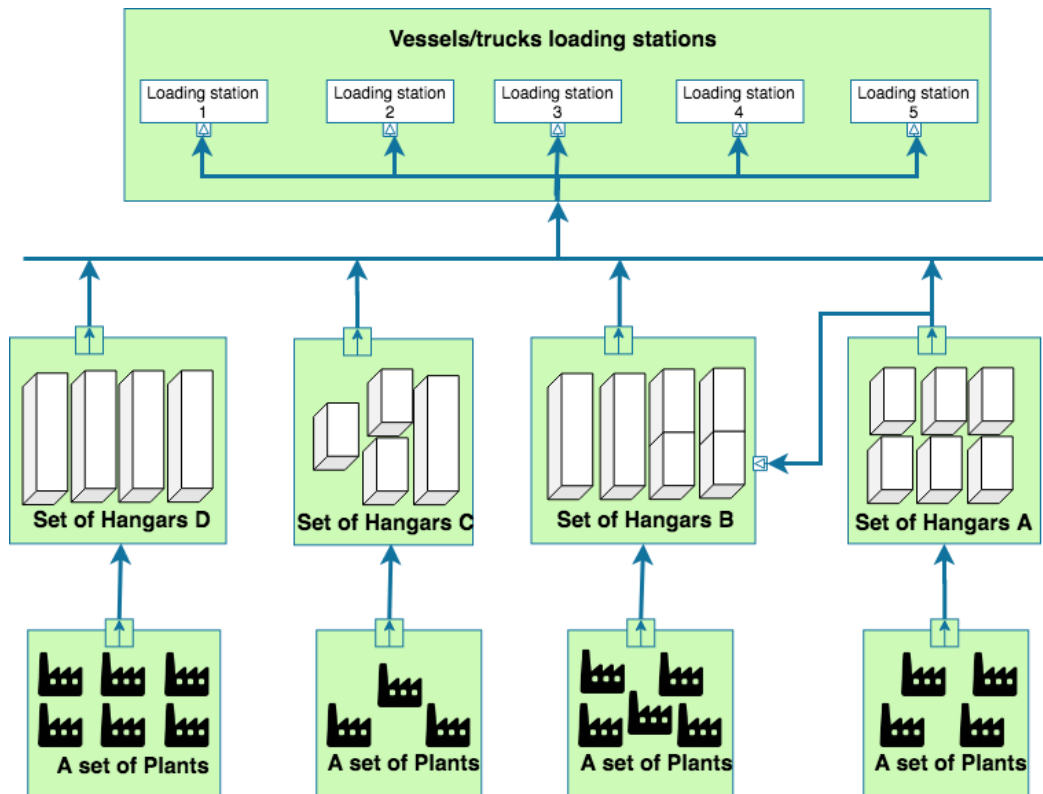 Vessels/trucks loading stations
Loading station
1
Loading station
2
Loading station
3
Loading station
4
Loading station
5
Set of Hangars D
Set of Hangars C
Set of Hangars B
Set of Hangars A
A set of Plants
A set of Plants
A set of Plants
A set of Plants